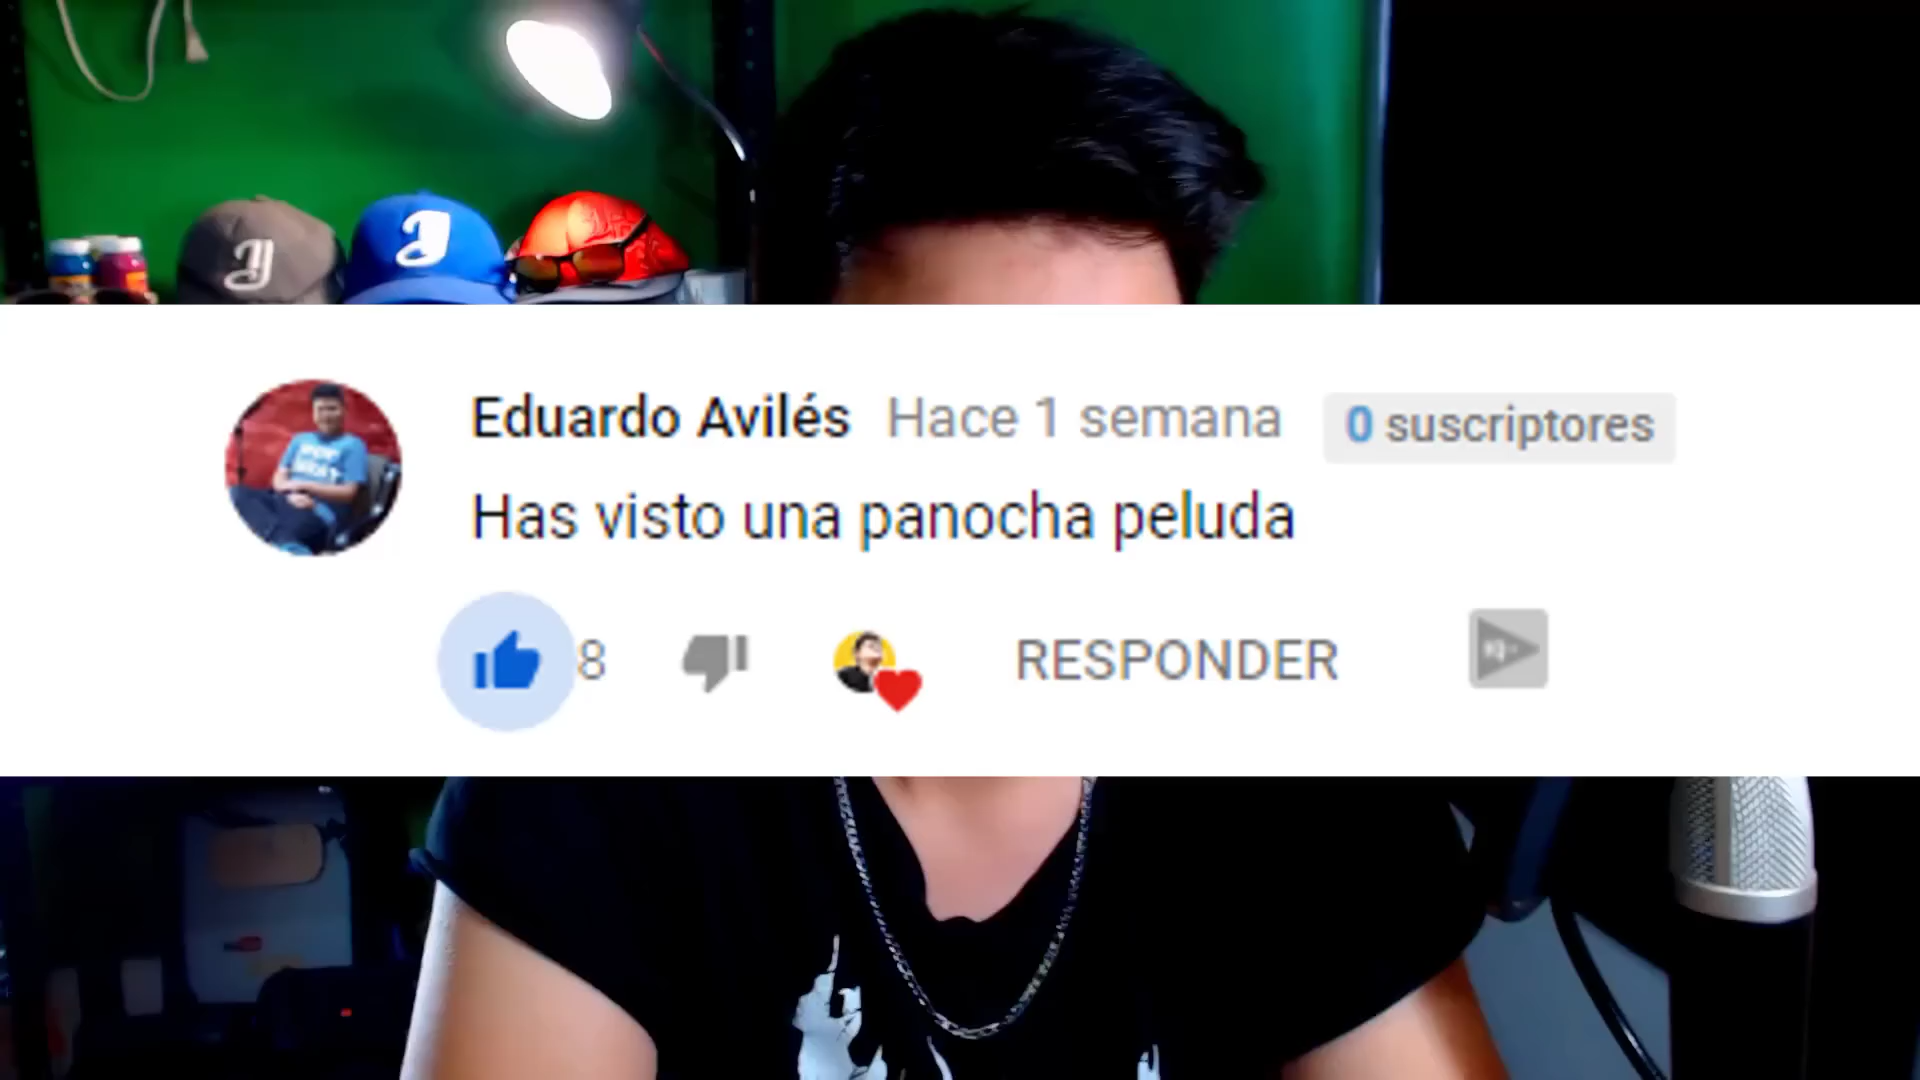 Eduardo Avilés Hace 1 semana 0 suscriptores
Has visto una panocha peluda
8 RESPONDER